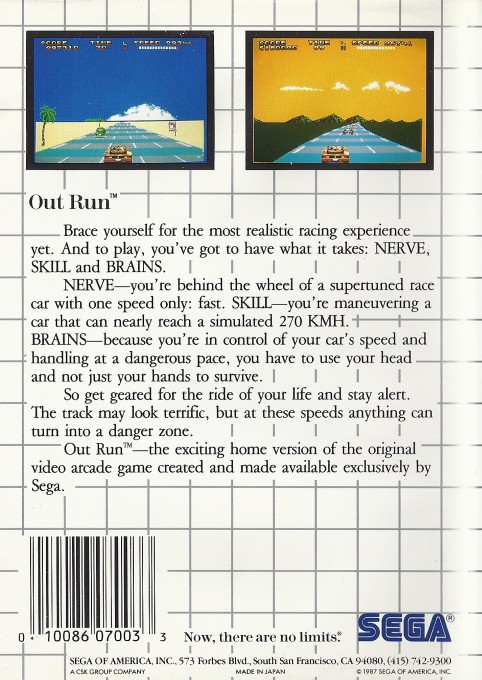 SCORE TIME SPEED
SCORE TIME SPEED
Out Run™
Brace yourself for the most realistic racing experience
yet. And to play, you've got to have what it takes: NERVE,
SKILL and BRAINS.
NERVE—you're behind the wheel of a supertuned race
car with one speed only: fast. SKILL—you're maneuvering a
car that can nearly reach a simulated 270 KMH.
BRAINS—because you're in control of your car's speed and
handling at a dangerous pace, you have to use your head
and not just your hands to survive.
So get geared for the ride of your life and stay alert.
The track may look terrific, but at these speeds anything can
turn into a danger zone.
Out Run™—the exciting home version of the original
video arcade game created and made available exclusively by
Sega.
0 10086 07003 3
Now, there are no limits.®
SEGA®
SEGA OF AMERICA, INC., 573 Forbes Blvd., South San Francisco, CA 94080, (415) 742-9300
A CSK GROUP COMPANY MADE IN JAPAN © 1987 SEGA OF AMERICA, INC.